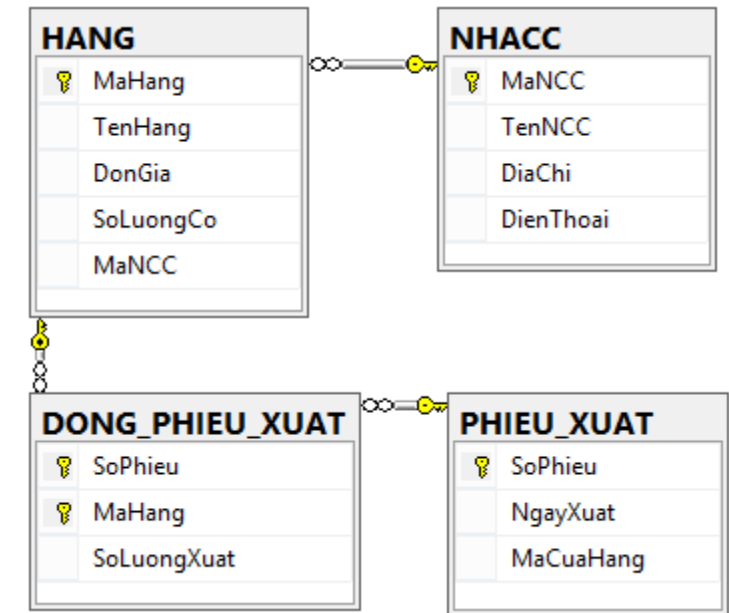 HANG
MaHang
TenHang
DonGia
SoLuongCo
MaNCC
NHACC
MaNCC
TenNCC
DiaChi
DienThoai
DONG_PHIEU_XUAT
SoPhieu
MaHang
SoLuongXuat
PHIEU_XUAT
SoPhieu
NgayXuat
MaCuaHang